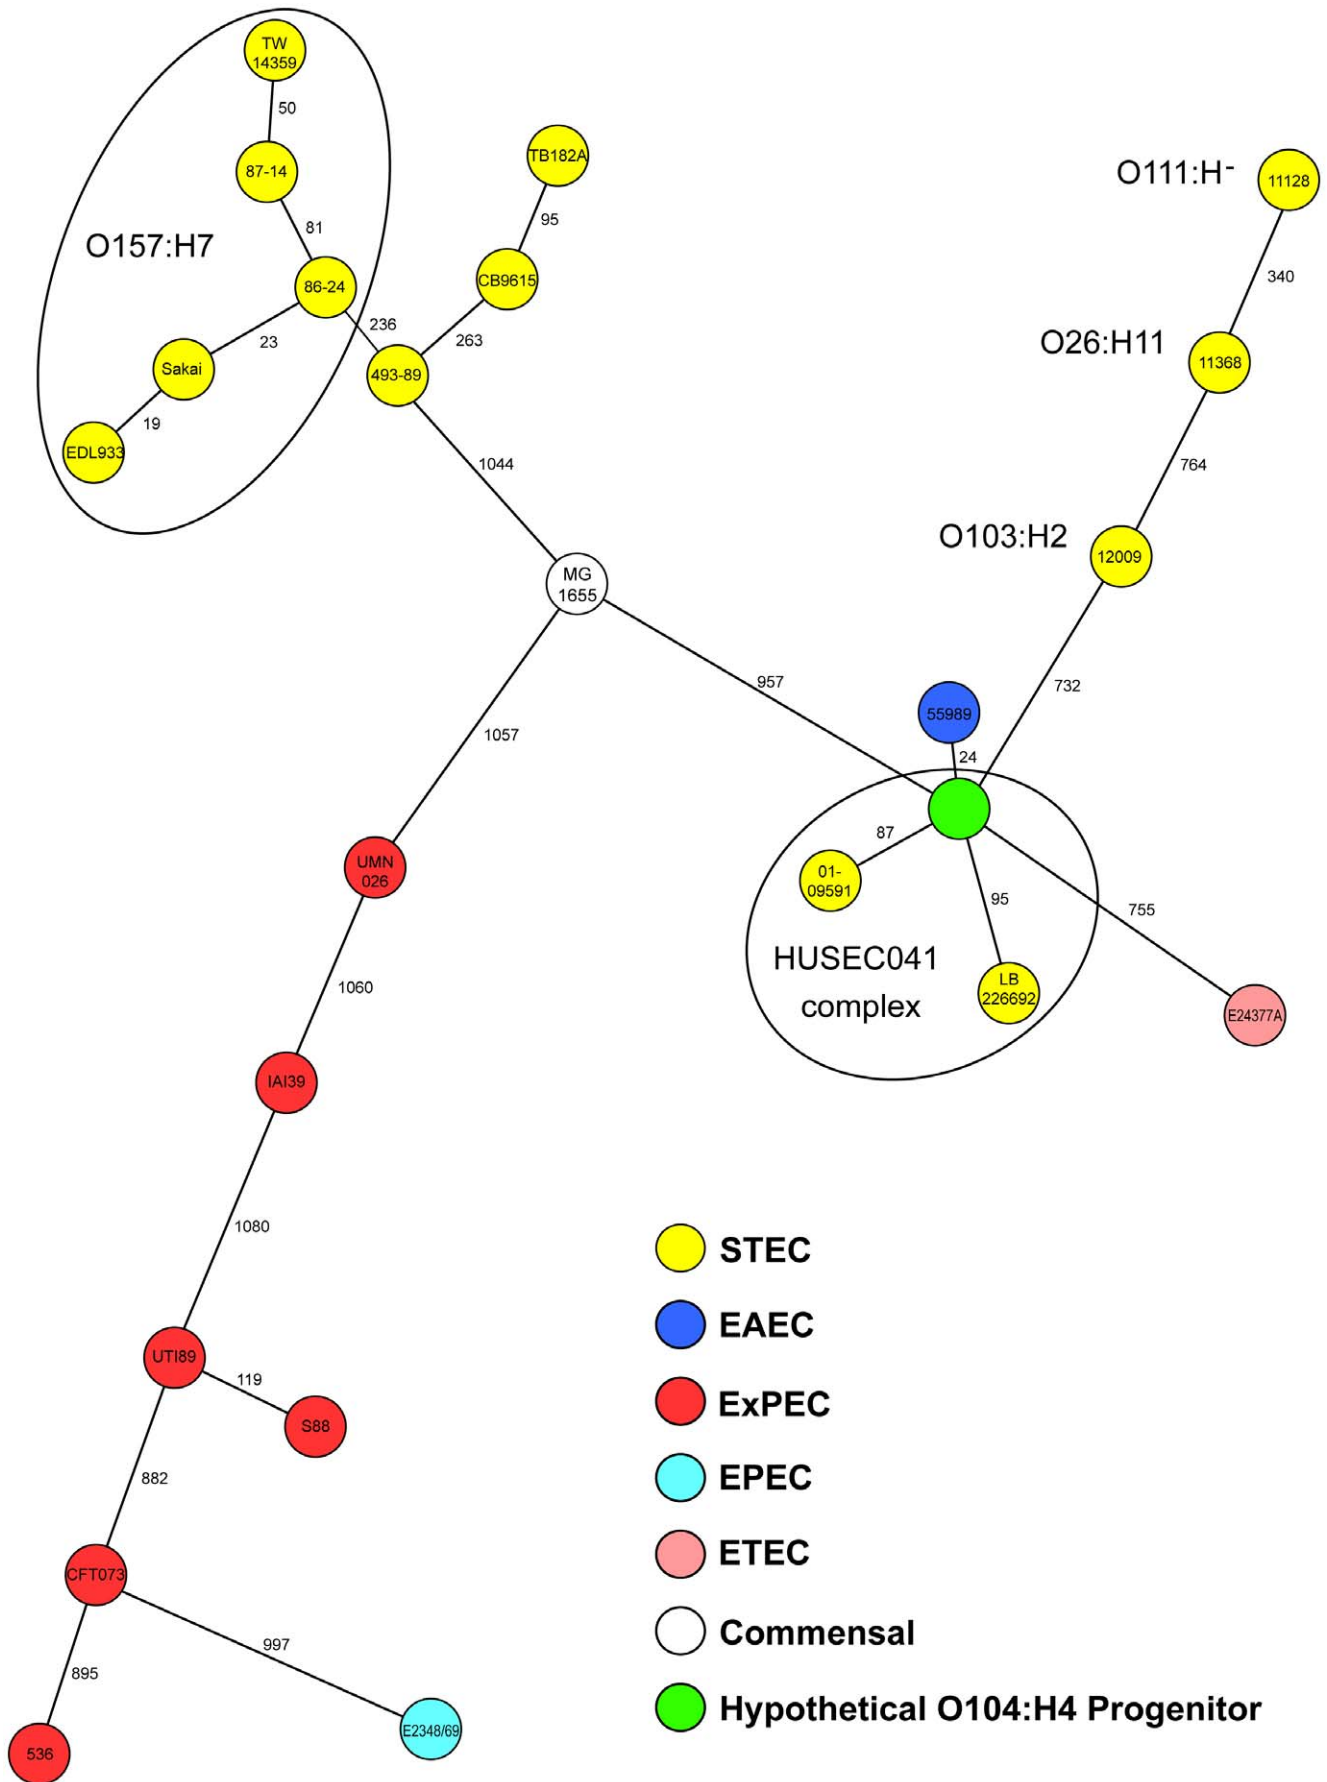 TW
14359
50
87-14
81
O157:H7
86-24
23
Sakai
19
EDL933
236
493-89
263
CB9615
95
TB182A
1044
MG
1655
O111:H-
11128
340
O26:H11
11368
764
O103:H2
12009
732
957
55989
24
87
01-
09591
95
LB
226692
HUSEC041
complex
755
E24377A
1057
UMN
026
1060
IAI39
1080
UTI89
119
S88
882
CFT073
997
E2348/69
895
536
STEC
EAEC
ExPEC
EPEC
ETEC
Commensal
Hypothetical O104:H4 Progenitor